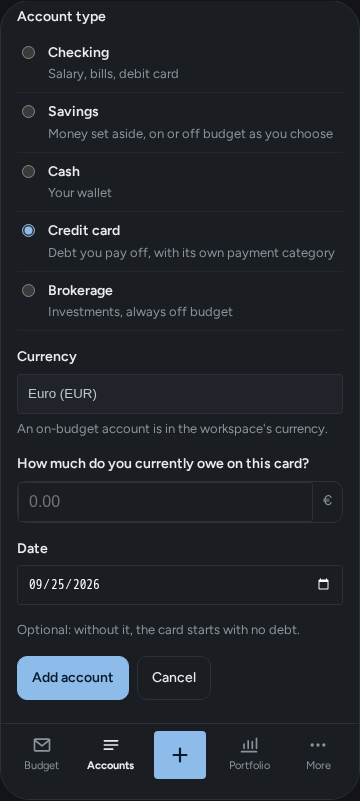 Account type
Checking
Salary, bills, debit card
Savings
Money set aside, on or off budget as you choose
Cash
Your wallet
Credit card
Debt you pay off, with its own payment category
Brokerage
Investments, always off budget
Currency
Euro (EUR)
An on-budget account is in the workspace's currency.
How much do you currently owe on this card?
0.00 €
Date
09/25/2026
Optional: without it, the card starts with no debt.
Add account Cancel
Budget Accounts + Portfolio More